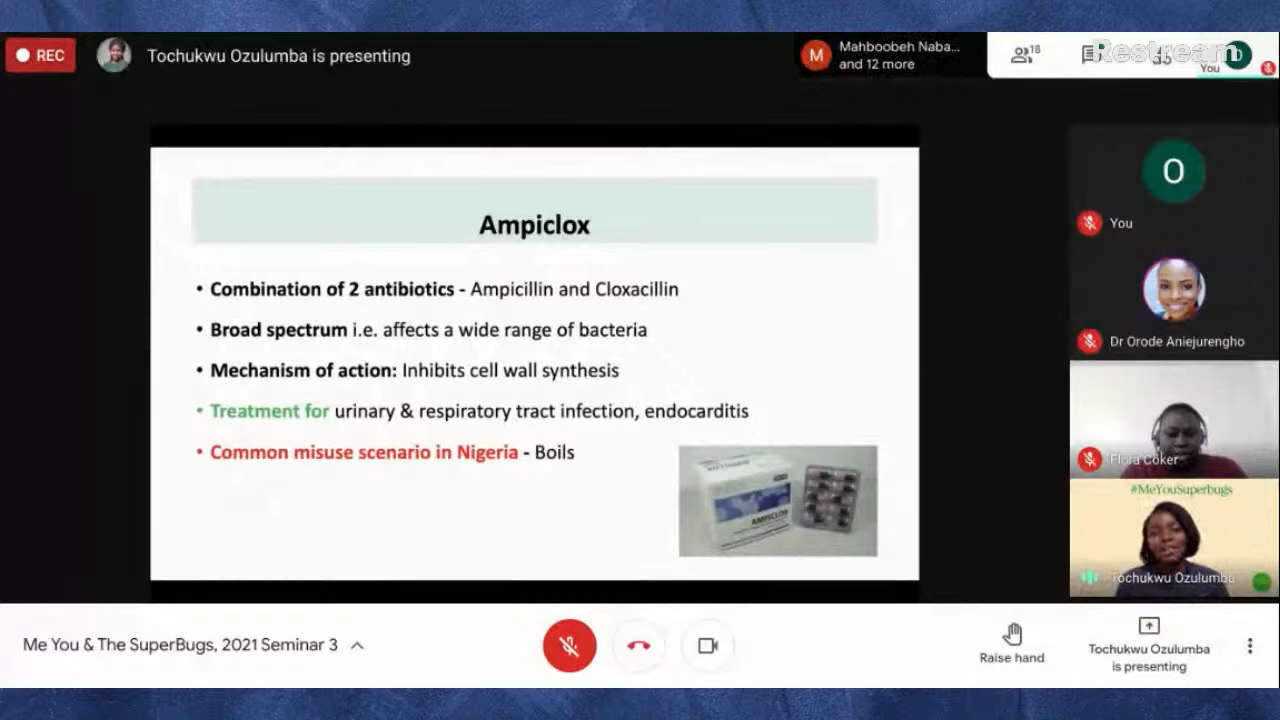 REC
Tochukwu Ozulumba is presenting
M
Mahboobeh Naba...
and 12 more
18
Restream
You
Ampiclox
• Combination of 2 antibiotics - Ampicillin and Cloxacillin
• Broad spectrum i.e. affects a wide range of bacteria
• Mechanism of action: Inhibits cell wall synthesis
• Treatment for urinary & respiratory tract infection, endocarditis
• Common misuse scenario in Nigeria - Boils
AMPICLOX
O
You
Dr Orode Aniejurengho
Flora Coker
#MeYouSuperbugs
Tochukwu Ozulumba
Me You & The SuperBugs, 2021 Seminar 3
Raise hand
Tochukwu Ozulumba
is presenting